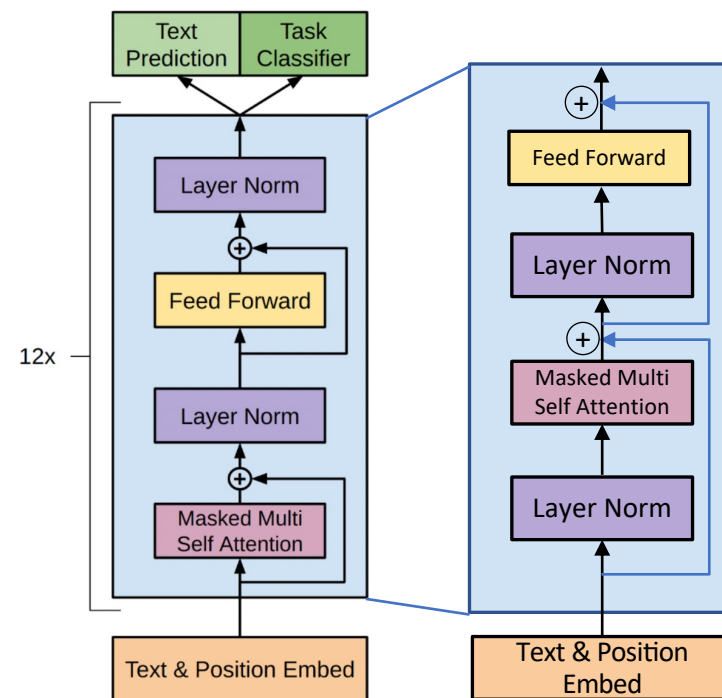 Text
Prediction
Task
Classifier
Layer Norm
+
Feed Forward
12x
Layer Norm
+
Masked Multi
Self Attention
Text & Position Embed
+
Feed Forward
Layer Norm
+
Masked Multi
Self Attention
Layer Norm
Text & Position
Embed